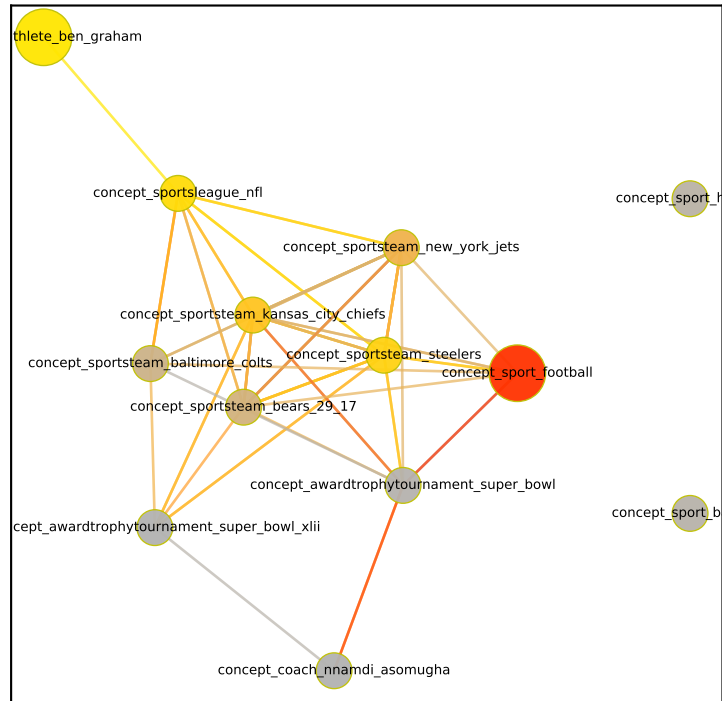 thlete_ben_graham
concept_sportsleague_nfl
concept_sport_h
concept_sportsteam_new_york_jets
concept_sportsteam_kansas_city_chiefs
concept_sportsteam_steelers
concept_sportsteam_baltimore_colts
concept_sport_football
concept_sportsteam_bears_29_17
concept_awardtrophytournament_super_bowl
concept_sport_b
cept_awardtrophytournament_super_bowl_xlii
concept_coach_nnamdi_asomugha